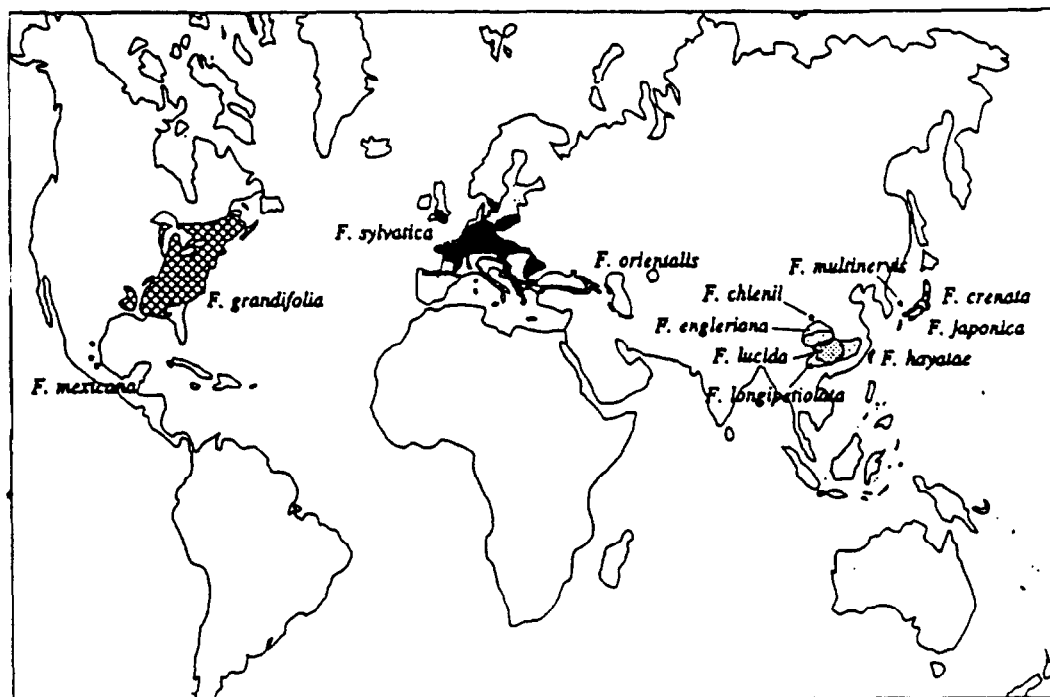 F. sylvatica
F. orientalis
F. multinervis
F. grandifolia
F. chienii
F. crenata
F. engleriana
F. japonica
F. lucida
F. hayatae
F. mexicana
F. longipetiolata